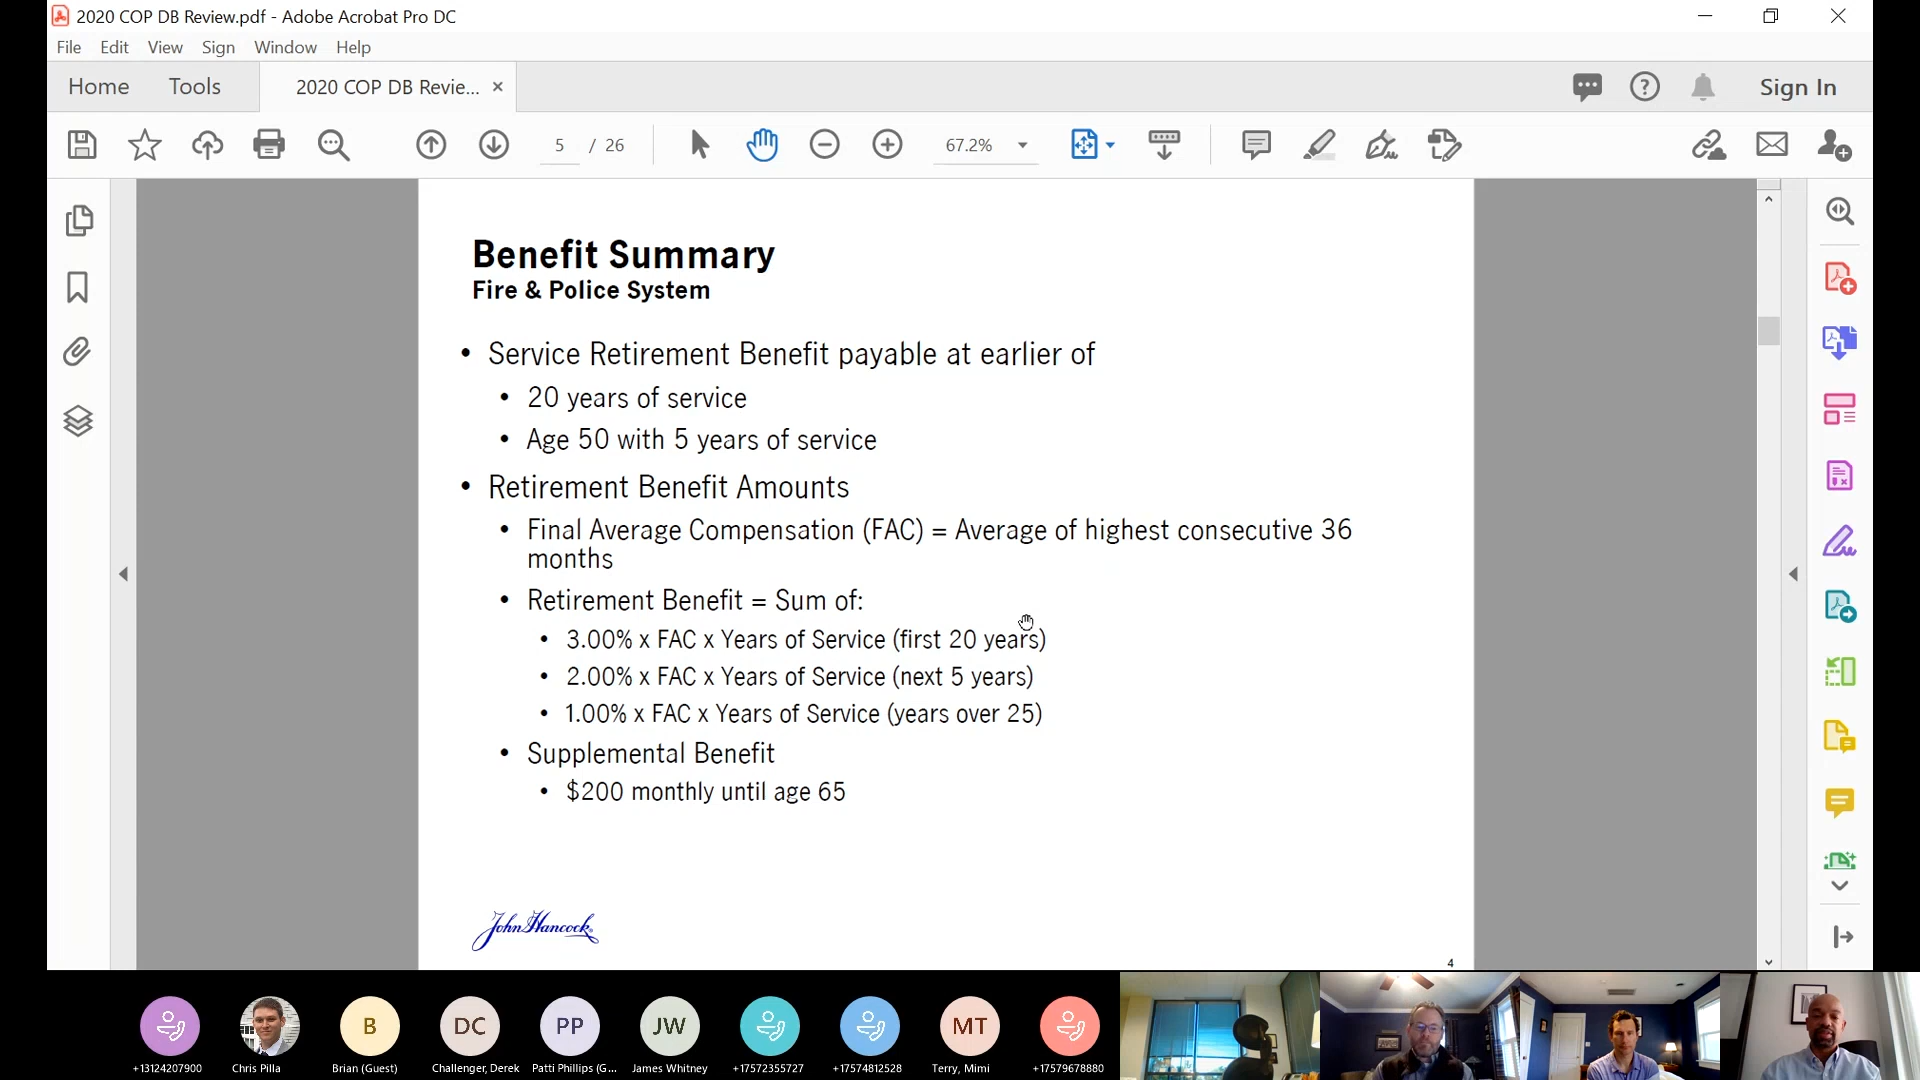 2020 COP DB Review.pdf - Adobe Acrobat Pro DC
File Edit View Sign Window Help
Home Tools 2020 COP DB Revie... × Sign In
5 / 26 67.2%
Benefit Summary
Fire & Police System
• Service Retirement Benefit payable at earlier of
• 20 years of service
• Age 50 with 5 years of service
• Retirement Benefit Amounts
• Final Average Compensation (FAC) = Average of highest consecutive 36
months
• Retirement Benefit = Sum of:
• 3.00% x FAC x Years of Service (first 20 years)
• 2.00% x FAC x Years of Service (next 5 years)
• 1.00% x FAC x Years of Service (years over 25)
• Supplemental Benefit
• $200 monthly until age 65
John Hancock
4
B DC PP JW MT
+13124207900 Chris Pilla Brian (Guest) Challenger, Derek Patti Phillips (G... James Whitney +17572355727 +17574812528 Terry, Mimi +17579678880